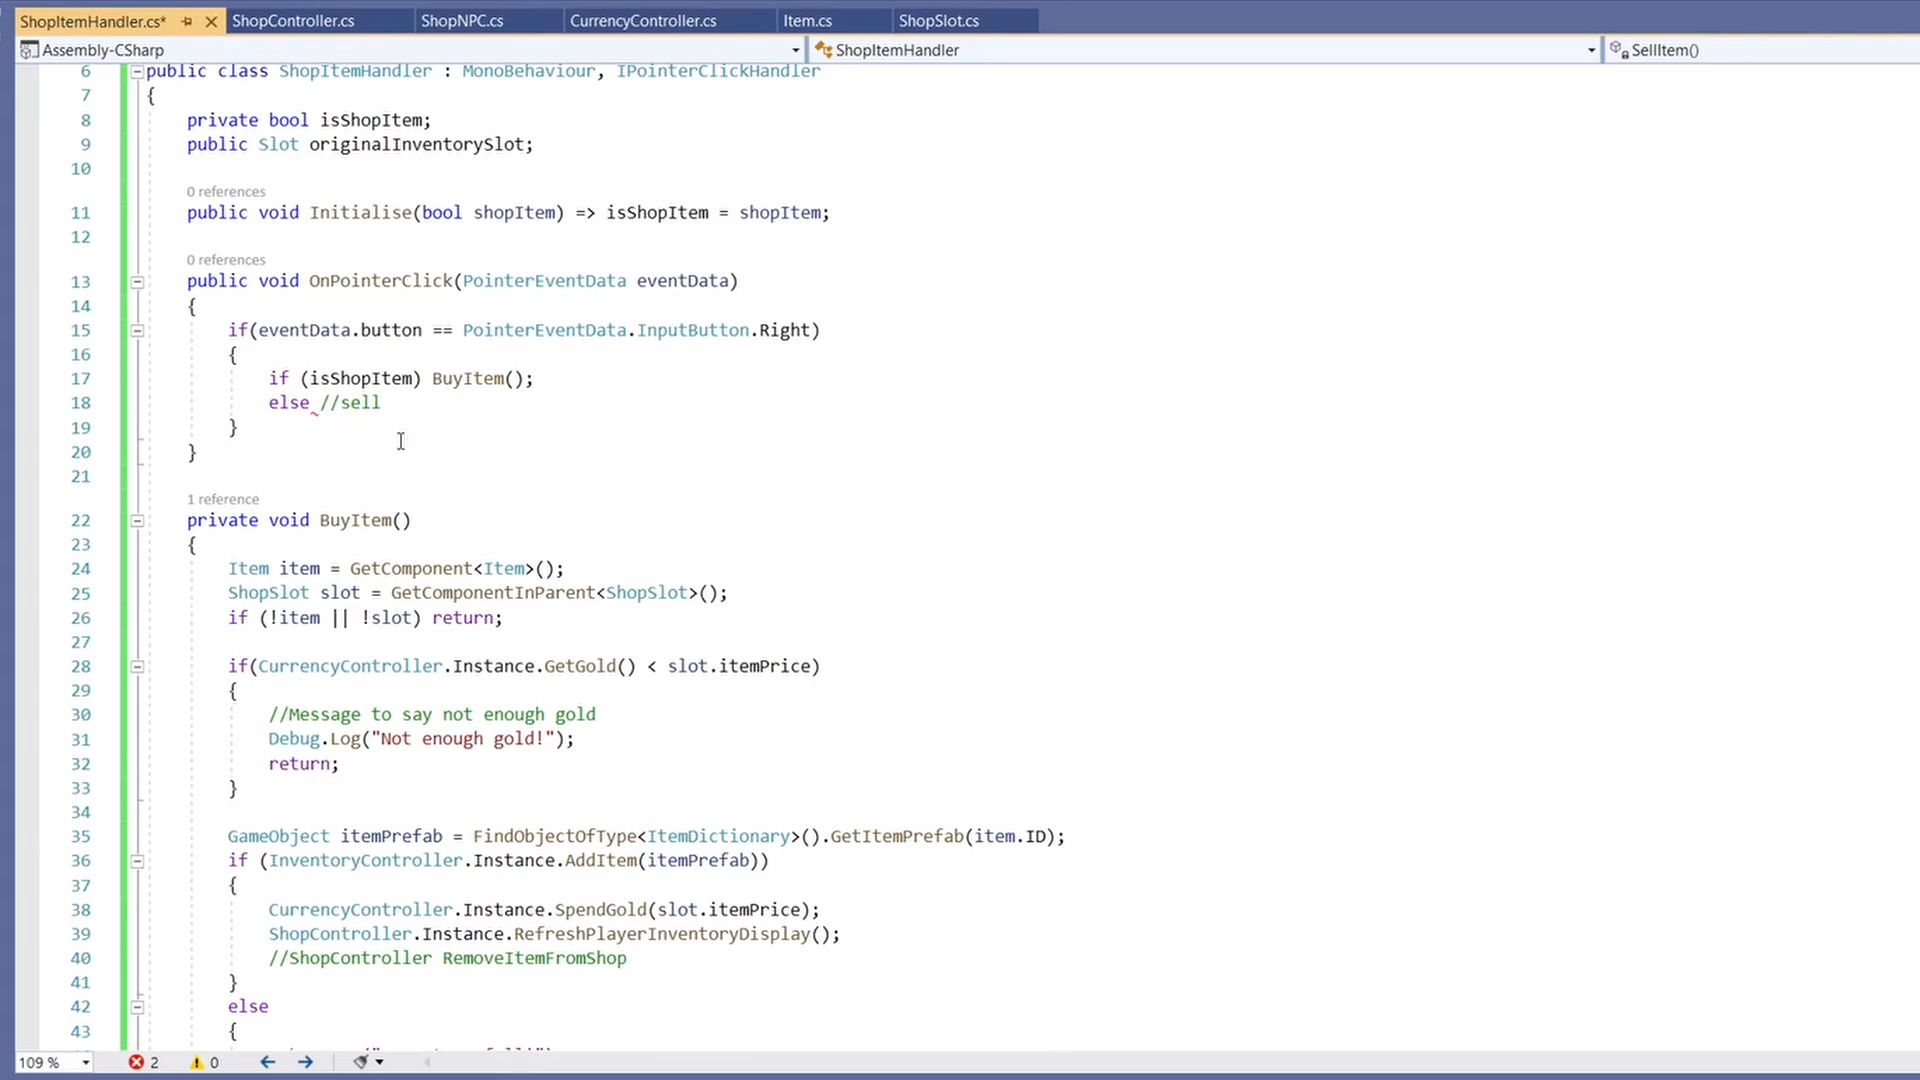 ShopItemHandler.cs* ShopController.cs ShopNPC.cs CurrencyController.cs Item.cs ShopSlot.cs
Assembly-CSharp ShopItemHandler SellItem()
6 public class ShopItemHandler : MonoBehaviour, IPointerClickHandler
7 {
8 private bool isShopItem;
9 public Slot originalInventorySlot;
10
0 references
11 public void Initialise(bool shopItem) => isShopItem = shopItem;
12
0 references
13 public void OnPointerClick(PointerEventData eventData)
14 {
15 if(eventData.button == PointerEventData.InputButton.Right)
16 {
17 if (isShopItem) BuyItem();
18 else //sell
19 }
20 }
21
1 reference
22 private void BuyItem()
23 {
24 Item item = GetComponent<Item>();
25 ShopSlot slot = GetComponentInParent<ShopSlot>();
26 if (!item || !slot) return;
27
28 if(CurrencyController.Instance.GetGold() < slot.itemPrice)
29 {
30 //Message to say not enough gold
31 Debug.Log("Not enough gold!");
32 return;
33 }
34
35 GameObject itemPrefab = FindObjectOfType<ItemDictionary>().GetItemPrefab(item.ID);
36 if (InventoryController.Instance.AddItem(itemPrefab))
37 {
38 CurrencyController.Instance.SpendGold(slot.itemPrice);
39 ShopController.Instance.RefreshPlayerInventoryDisplay();
40 //ShopController RemoveItemFromShop
41 }
42 else
43 {
109 % 2 0